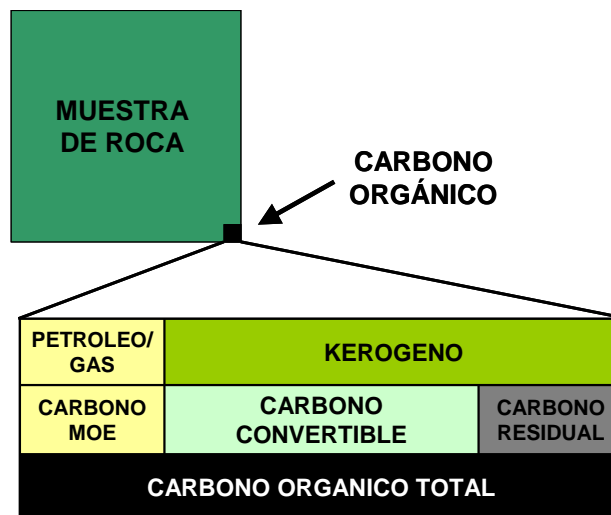 MUESTRA
DE ROCA
CARBONO
ORGÁNICO
PETROLEO/
GAS
KEROGENO
CARBONO
MOE
CARBONO
CONVERTIBLE
CARBONO
RESIDUAL
CARBONO ORGANICO TOTAL